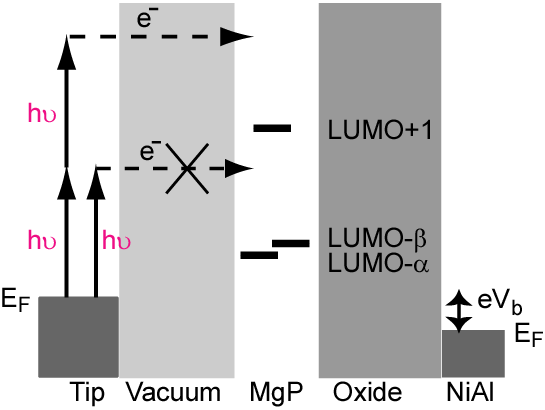 e⁻
hυ
LUMO+1
e⁻
hυ hυ
LUMO-β
LUMO-α
E_F
eV_b
E_F
Tip Vacuum MgP Oxide NiAl